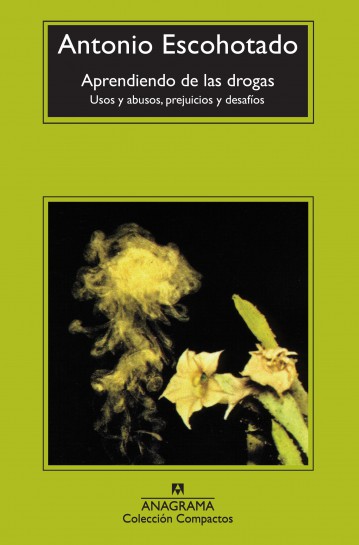 Antonio Escohotado
Aprendiendo de las drogas
Usos y abusos, prejuicios y desafíos
ANAGRAMA
Colección Compactos